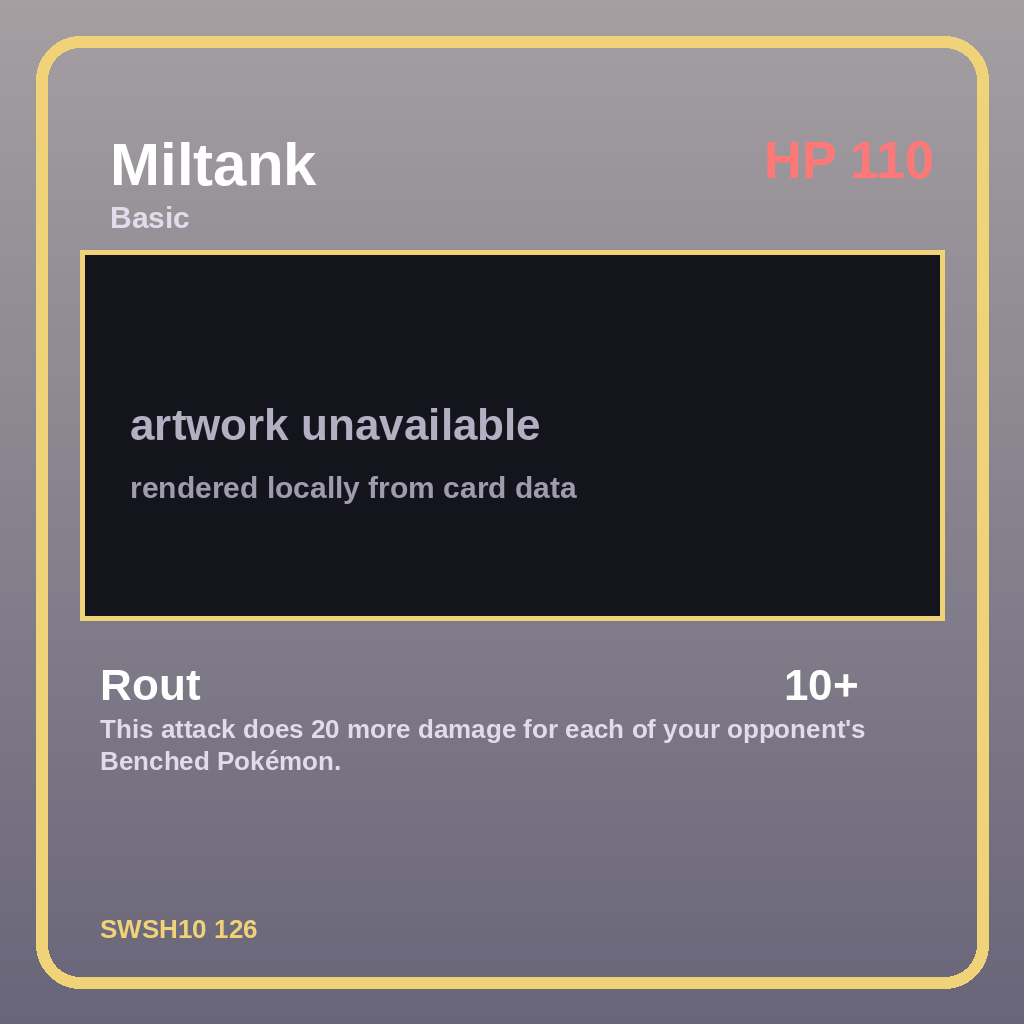 Miltank
HP 110
Basic
artwork unavailable
rendered locally from card data
Rout
10+
This attack does 20 more damage for each of your opponent's
Benched Pokémon.
SWSH10 126